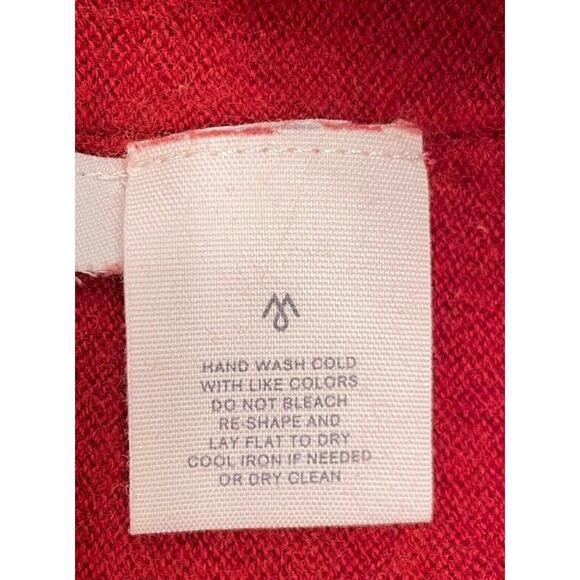 HAND WASH COLD
WITH LIKE COLORS
DO NOT BLEACH
RE-SHAPE AND
LAY FLAT TO DRY
COOL IRON IF NEEDED
OR DRY CLEAN